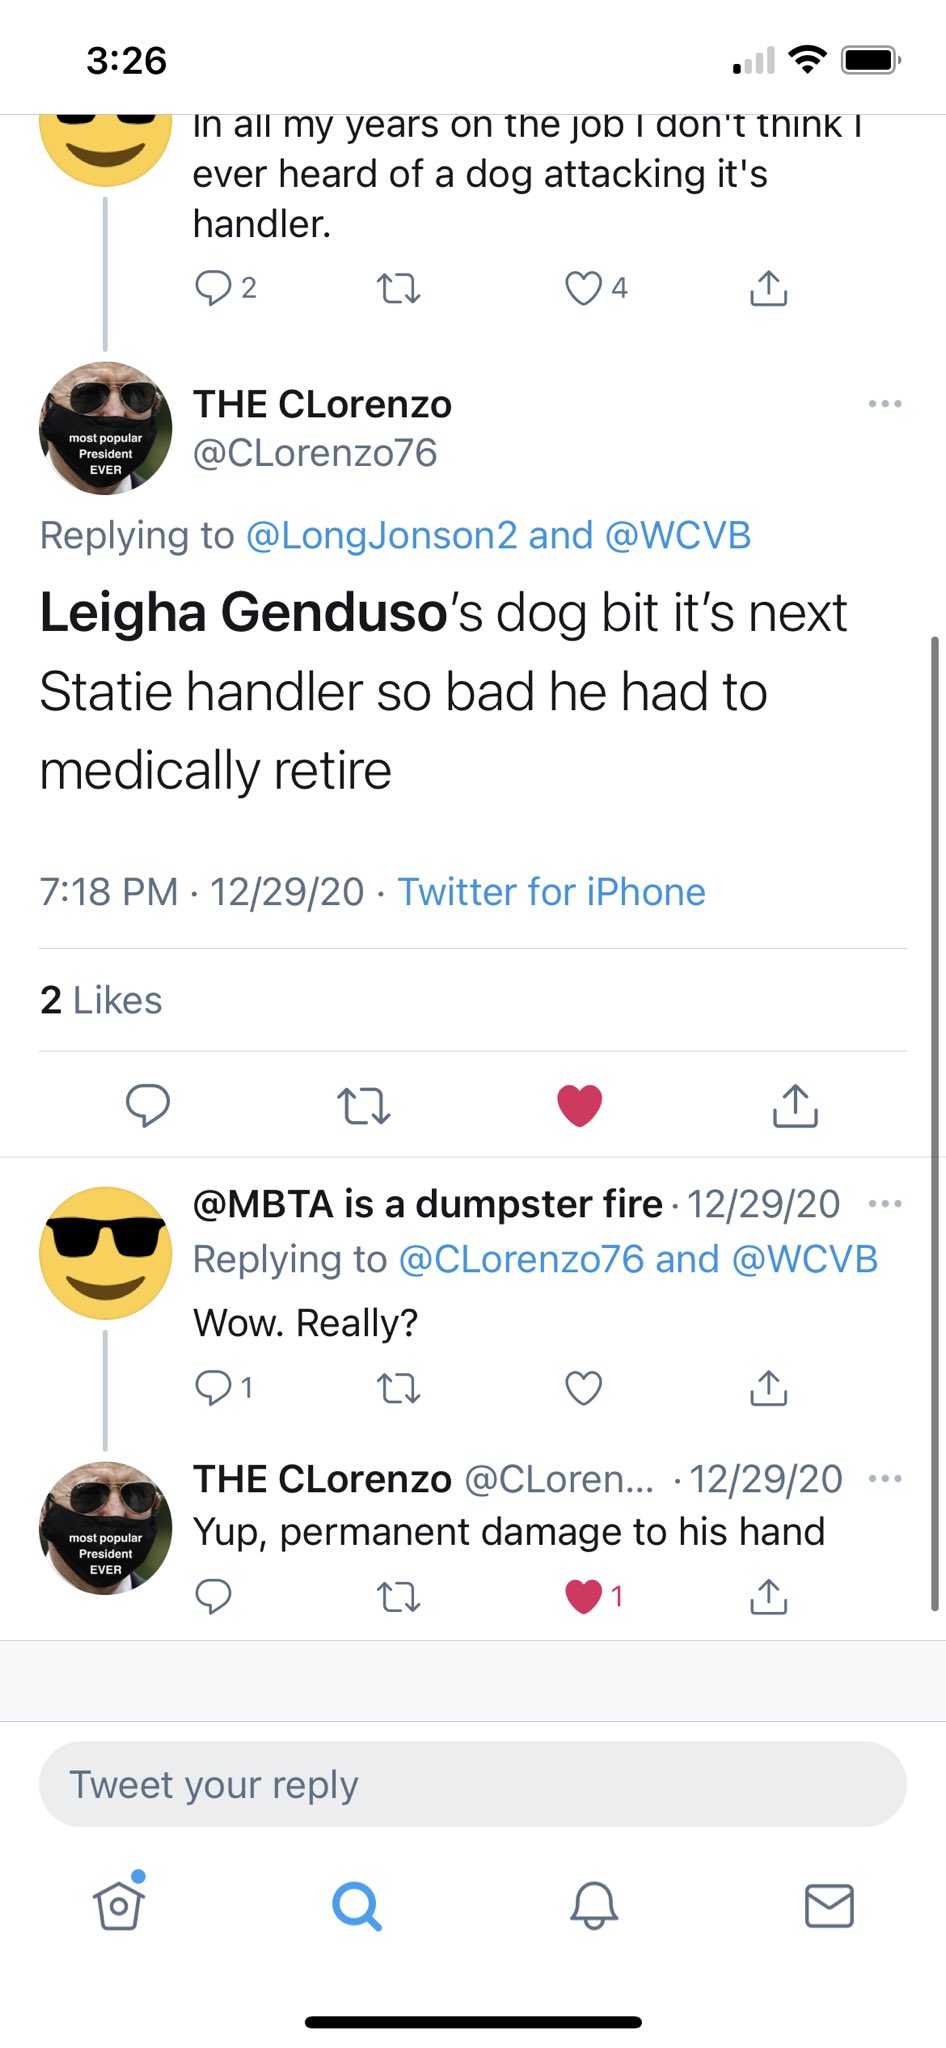 3:26
In all my years on the job I don't think I
ever heard of a dog attacking it's
handler.
2
4
THE CLorenzo
@CLorenzo76
most popular
President
EVER
Replying to @LongJonson2 and @WCVB
Leigha Genduso's dog bit it's next
Statie handler so bad he had to
medically retire
7:18 PM · 12/29/20 · Twitter for iPhone
2 Likes
@MBTA is a dumpster fire · 12/29/20
Replying to @CLorenzo76 and @WCVB
Wow. Really?
1
THE CLorenzo @CLoren... · 12/29/20
most popular
President
EVER
Yup, permanent damage to his hand
1
Tweet your reply